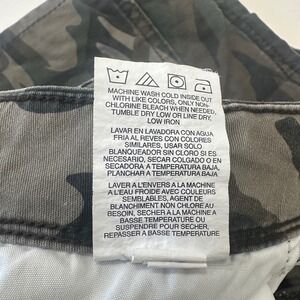 MACHINE WASH COLD INSIDE OUT
WITH LIKE COLORS, ONLY NON-
CHLORINE BLEACH WHEN NEEDED,
TUMBLE DRY LOW OR LINE DRY,
LOW IRON
LAVAR EN LAVADORA CON AGUA
FRIA AL REVES CON COLORES
SIMILARES, USAR SOLO
BLANQUEADOR SIN CLORO SI ES
NECESARIO, SECAR COLGADO O EN
SECADORA A TEMPERATURA BAJA,
PLANCHAR A TEMPERATURA BAJA
LAVER A L'ENVERS A LA MACHINE
A L'EAU FROIDE AVEC COULEURS
SEMBLABLES, AGENT DE
BLANCHIMENT NON CHLORE AU
BESOIN, SECHER A LA MACHINE
A BASSE TEMPERATURE OU
SUSPENDRE POUR SECHER,
REPASSER A BASSE TEMPERATURE